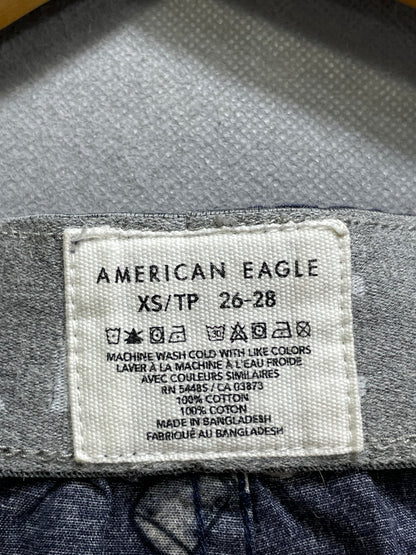 AMERICAN EAGLE
XS/TP 26-28
MACHINE WASH COLD WITH LIKE COLORS
LAVER À LA MACHINE À L'EAU FROIDE
AVEC COULEURS SIMILAIRES
RN 54485 / CA 03873
100% COTTON
100% COTON
MADE IN BANGLADESH
FABRIQUÉ AU BANGLADESH